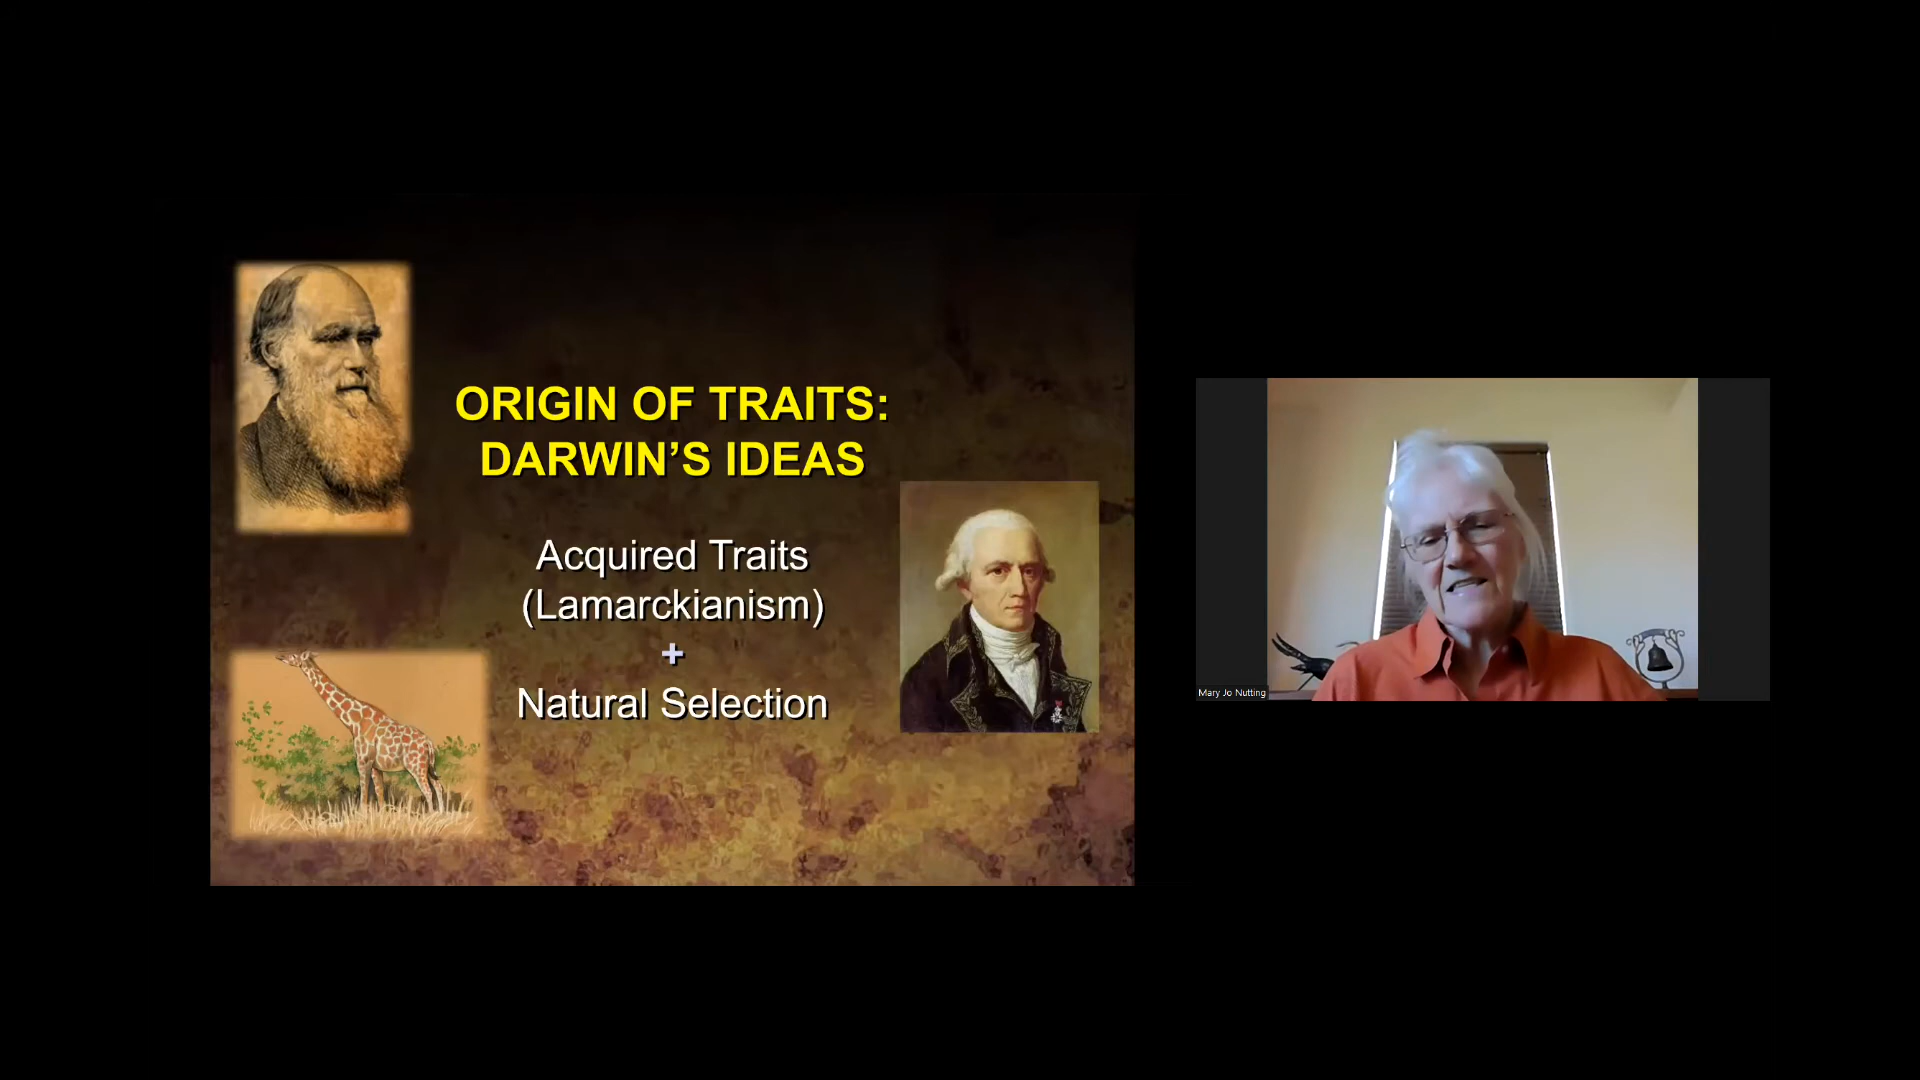 ORIGIN OF TRAITS:
DARWIN’S IDEAS
Acquired Traits
(Lamarckianism)
+
Natural Selection
Mary Jo Nutting